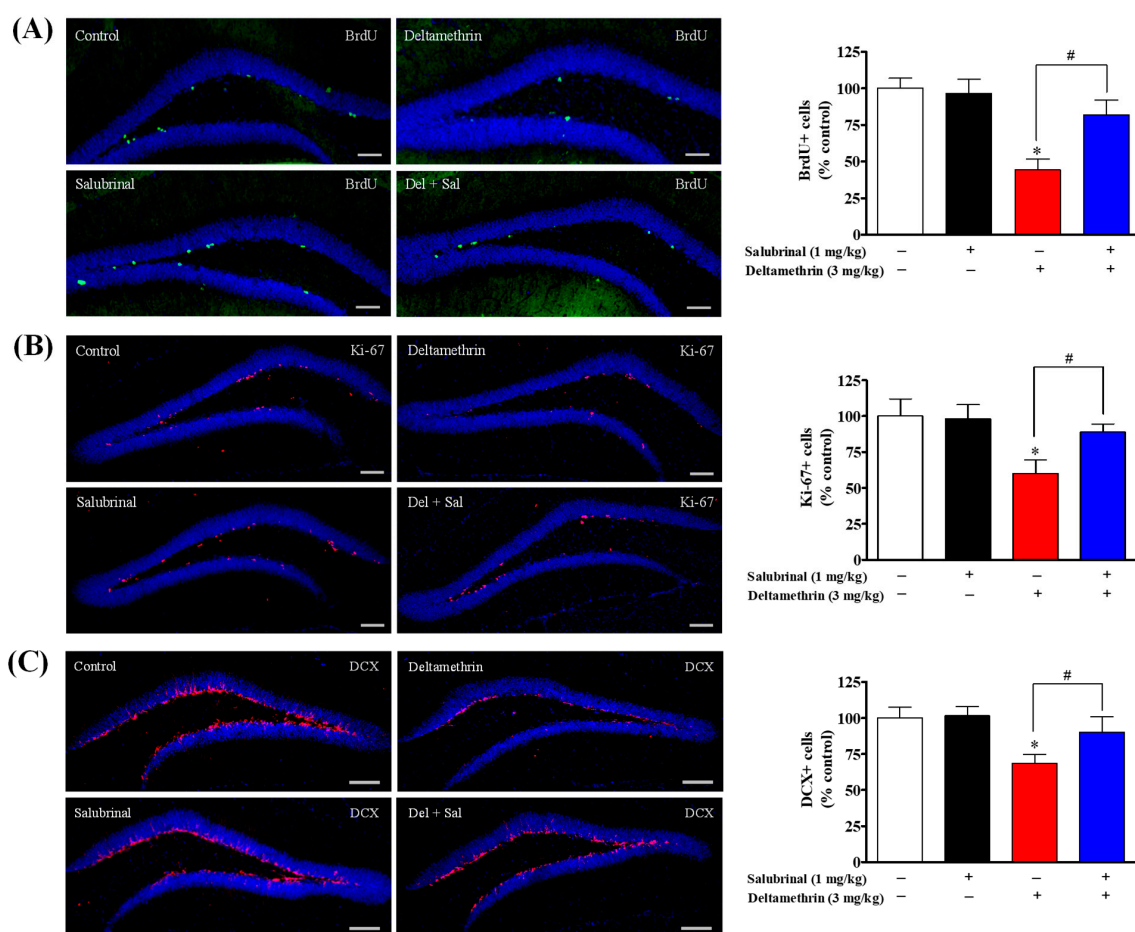 (A)
Control BrdU
Deltamethrin BrdU
Salubrinal BrdU
Del + Sal BrdU
BrdU+ cells
(% control)
125
100
75
50
25
0
*
#
Salubrinal (1 mg/kg) − + − +
Deltamethrin (3 mg/kg) − − + +
(B)
Control Ki-67
Deltamethrin Ki-67
Salubrinal
Del + Sal Ki-67
Ki-67+ cells
(% control)
125
100
75
50
25
0
*
#
Salubrinal (1 mg/kg) − + − +
Deltamethrin (3 mg/kg) − − + +
(C)
Control DCX
Deltamethrin DCX
Salubrinal DCX
Del + Sal DCX
DCX+ cells
(% control)
125
100
75
50
25
0
*
#
Salubrinal (1 mg/kg) − + − +
Deltamethrin (3 mg/kg) − − + +